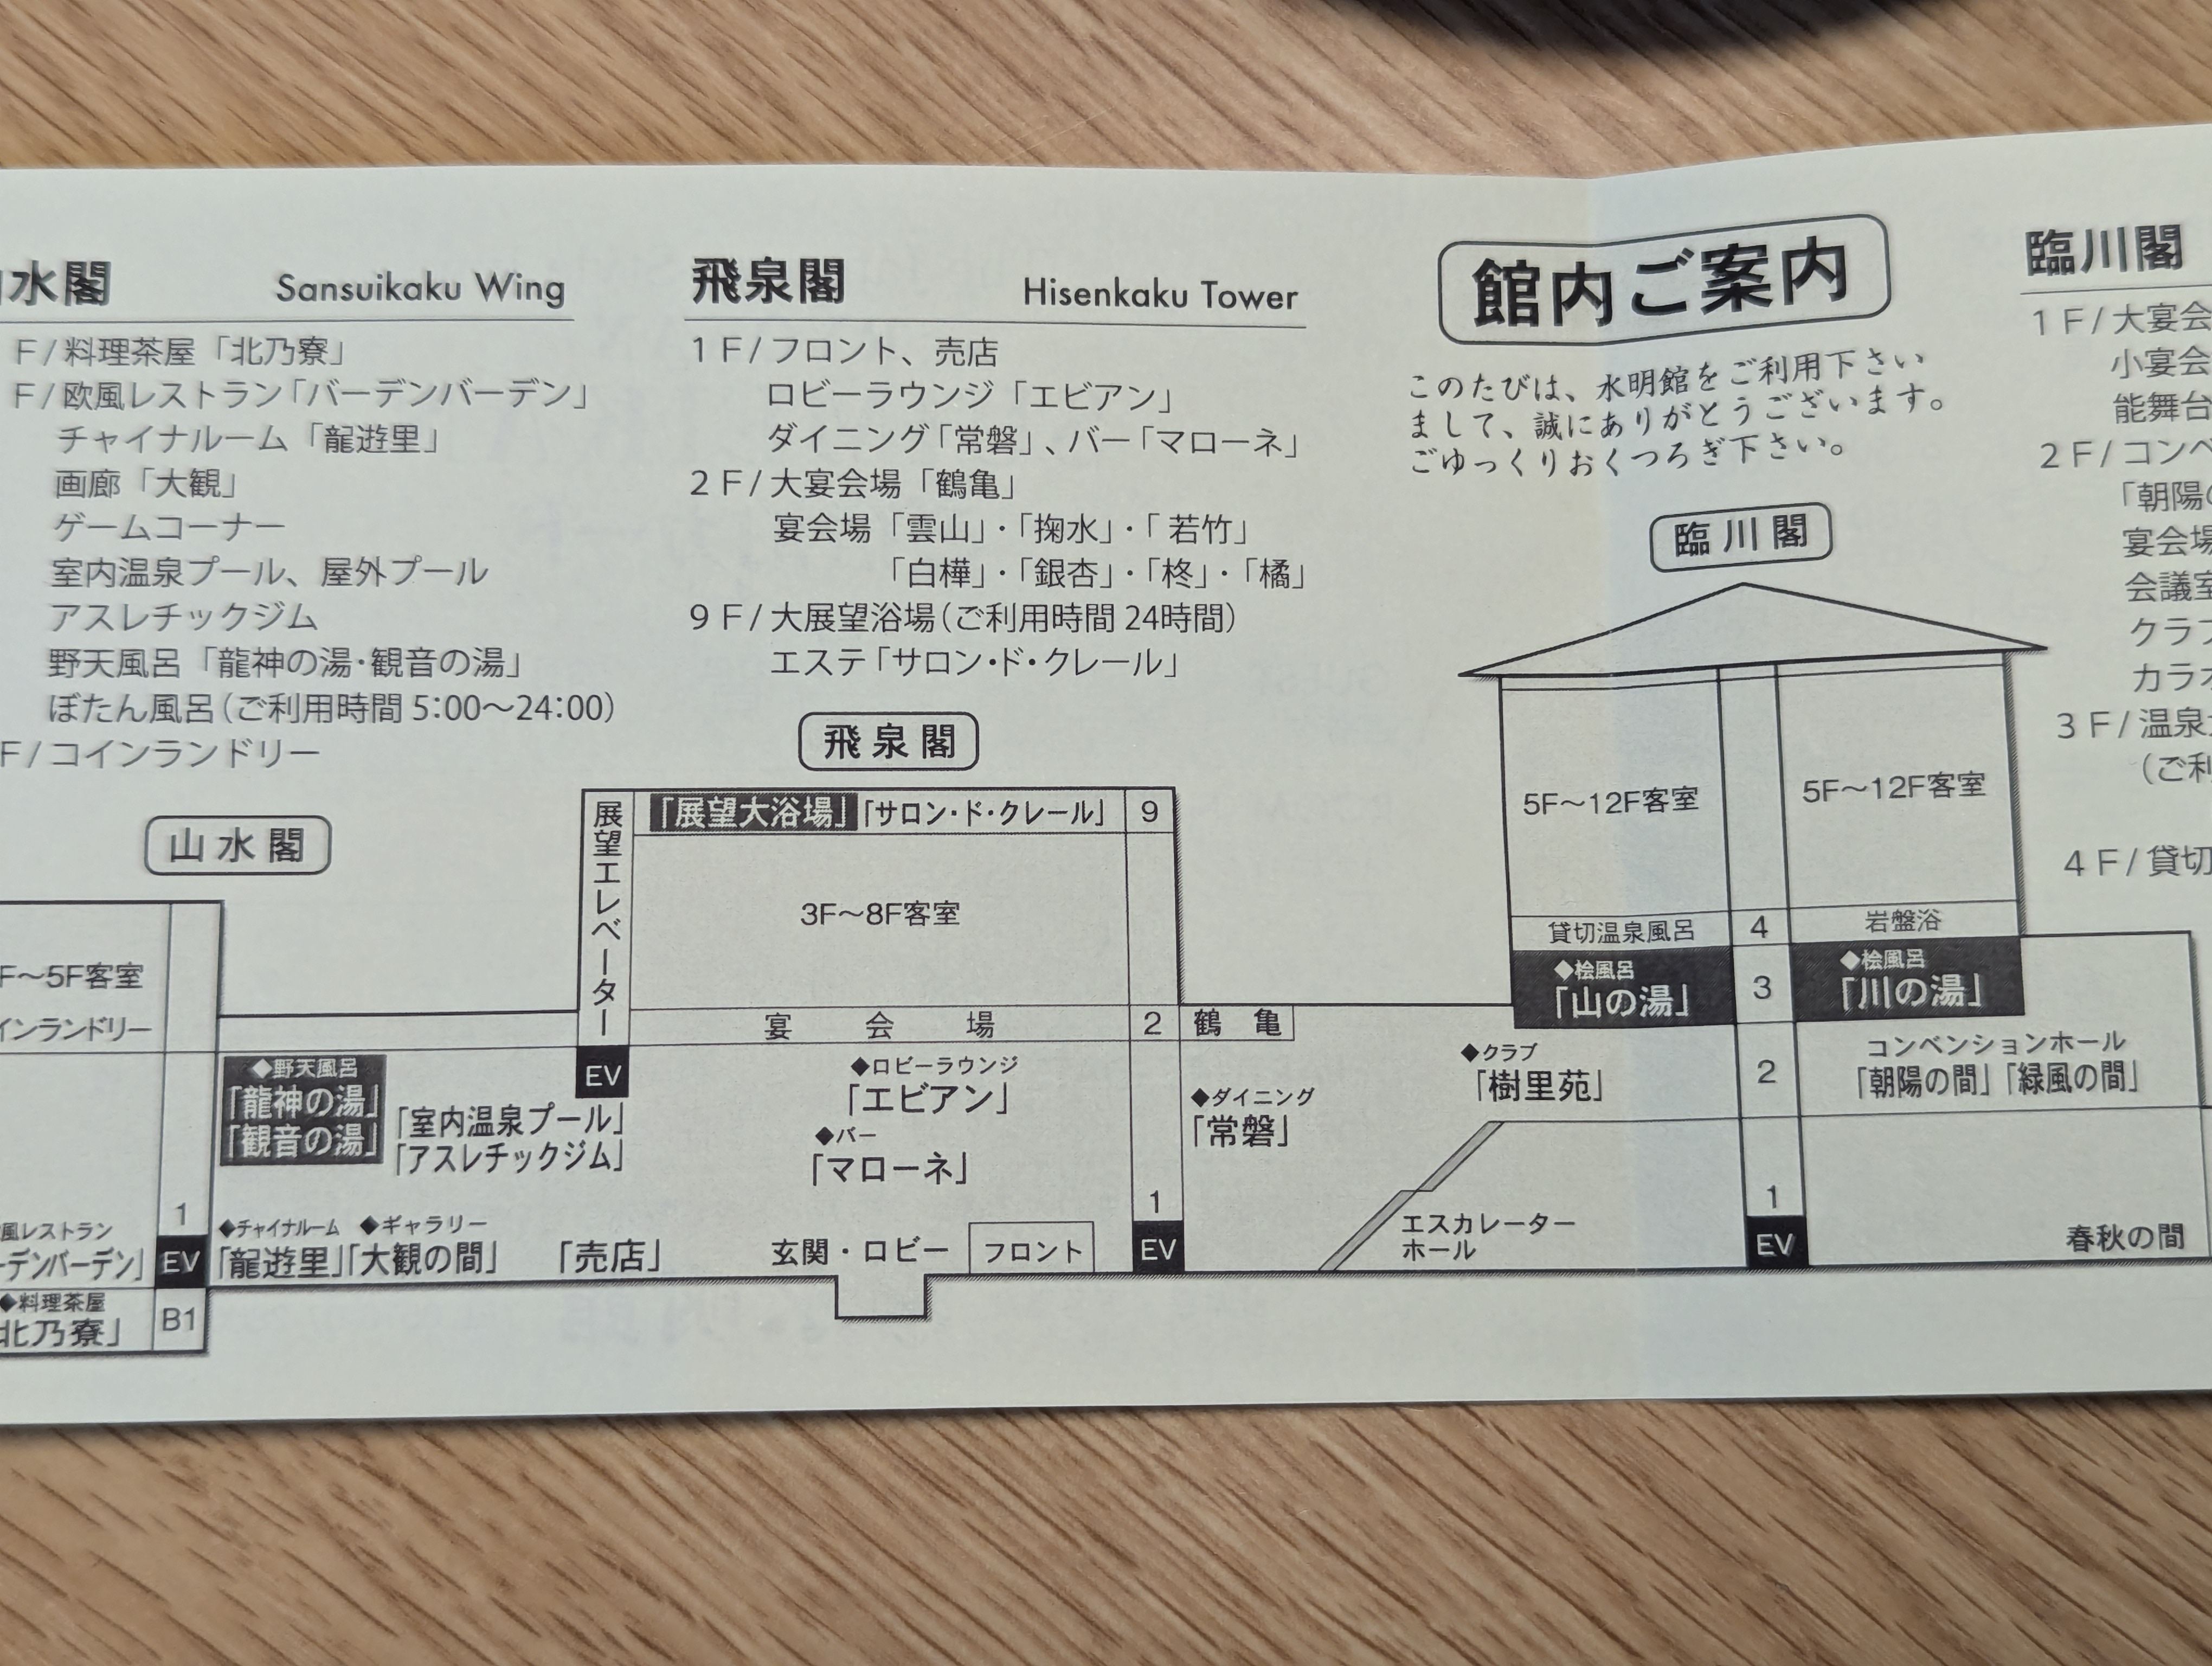 水閣 Sansuikaku Wing
F/料理茶屋「北乃寮」
F/欧風レストラン「バーデンバーデン」
チャイナルーム「龍遊里」
画廊「大観」
ゲームコーナー
室内温泉プール、屋外プール
アスレチックジム
野天風呂「龍神の湯・観音の湯」
ぼたん風呂(ご利用時間 5:00〜24:00)
F/コインランドリー
飛泉閣 Hisenkaku Tower
1 F/フロント、売店
ロビーラウンジ「エビアン」
ダイニング「常磐」、バー「マローネ」
2 F/大宴会場「鶴亀」
宴会場「雲山」・「掬水」・「 若竹」
「白樺」・「銀杏」・「柊」・「橘」
9 F/大展望浴場(ご利用時間 24時間)
エステ「サロン・ド・クレール」
館内ご案内
このたびは、水明館をご利用下さい
まして、誠にありがとうございます。
ごゆっくりおくつろぎ下さい。
臨川閣
1 F/大宴会
小宴会
能舞台
2 F/コンベ
「朝陽の
宴会場
会議室
クラブ
カラオ
3 F/温泉
(ご利
4 F/貸切
山水閣
F〜5F客室
インランドリー
1
風レストラン
ーデンバーデン」
EV
◆料理茶屋
北乃寮」
B1
◆野天風呂
「龍神の湯」
「観音の湯」
「室内温泉プール」
「アスレチックジム」
◆チャイナルーム
「龍遊里」
◆ギャラリー
「大観の間」
「売店」
飛泉閣
展望エレベーター
EV
「展望大浴場」「サロン・ド・クレール」 9
3F〜8F客室
宴会場 2 鶴亀
◆ロビーラウンジ
「エビアン」
◆バー
「マローネ」
玄関・ロビー
フロント
1
EV
◆ダイニング
「常磐」
◆クラブ
「樹里苑」
エスカレーター
ホール
臨川閣
5F〜12F客室 5F〜12F客室
貸切温泉風呂 4 岩盤浴
◆桧風呂
「山の湯」
3
◆桧風呂
「川の湯」
2
コンベンションホール
「朝陽の間」「緑風の間」
1
EV
春秋の間